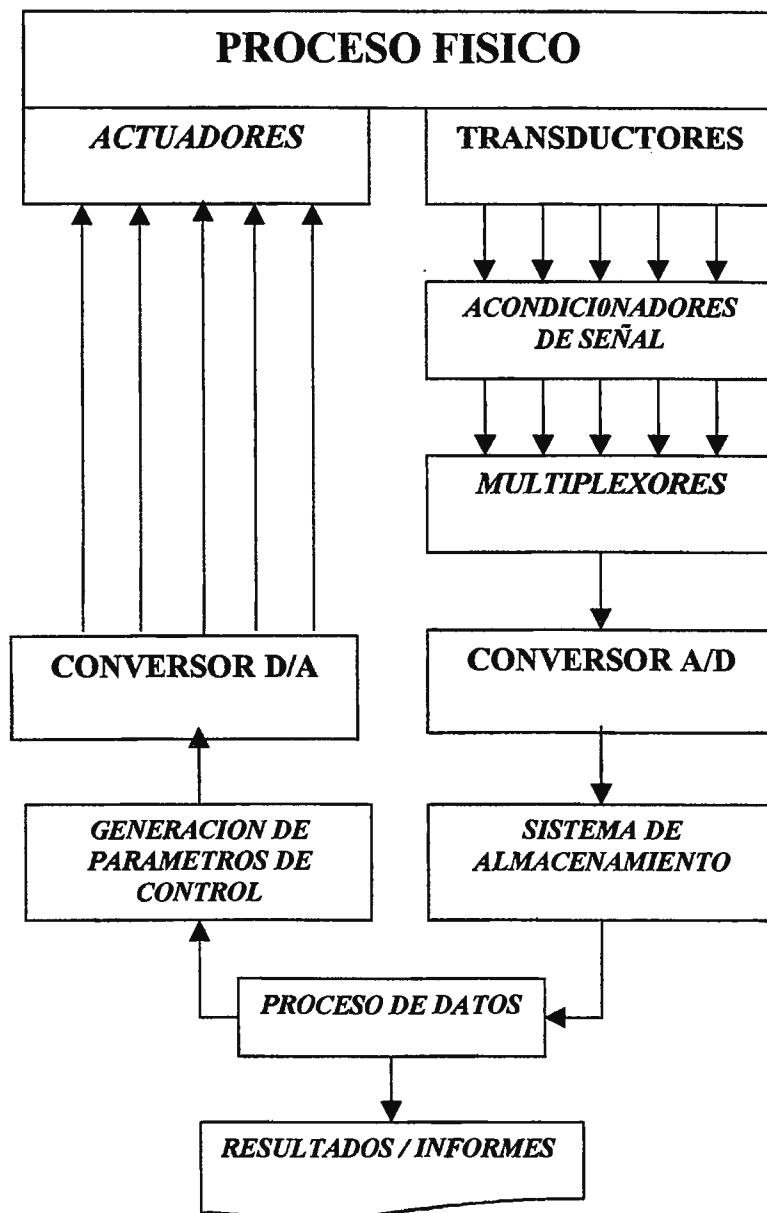 PROCESO FISICO
ACTUADORES
TRANSDUCTORES
ACONDICI0NADORES
DE SEÑAL
MULTIPLEXORES
CONVERSOR D/A
CONVERSOR A/D
GENERACION DE
PARAMETROS DE
CONTROL
SISTEMA DE
ALMACENAMIENTO
PROCESO DE DATOS
RESULTADOS / INFORMES